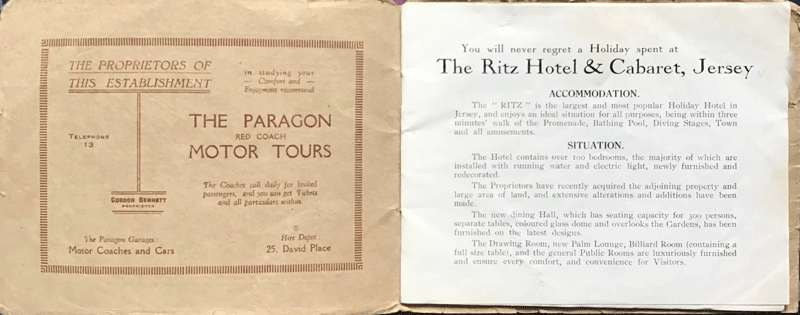 THE PROPRIETORS OF
THIS ESTABLISHMENT
in studying your
— Comfort and —
Enjoyment recommend
TELEPHONE
13
THE PARAGON
RED COACH
MOTOR TOURS
GORDON BENNETT
PROPRIETOR
The Coaches call daily for booked
passengers, and you can get Tickets
and all particulars within.
The Paragon Garages:
Motor Coaches and Cars
Hire Depot
25, David Place
You will never regret a Holiday spent at
The Ritz Hotel & Cabaret, Jersey
ACCOMMODATION.
The " RITZ " is the largest and most popular Holiday Hotel in
Jersey, and enjoys an ideal situation for all purposes, being within three
minutes' walk of the Promenade, Bathing Pool, Diving Stages, Town
and all amusements.
SITUATION.
The Hotel contains over 100 bedrooms, the majority of which are
installed with running water and electric light, newly furnished and
redecorated.
The Proprietors have recently acquired the adjoining property and
large area of land, and extensive alterations and additions have been
made.
The new dining Hall, which has seating capacity for 300 persons,
separate tables, coloured glass dome and overlooks the Gardens, has been
furnished on the latest designs.
The Drawing Room, new Palm Lounge, Billiard Room (containing a
full size table), and the general Public Rooms are luxuriously furnished
and ensure every comfort, and convenience for Visitors.